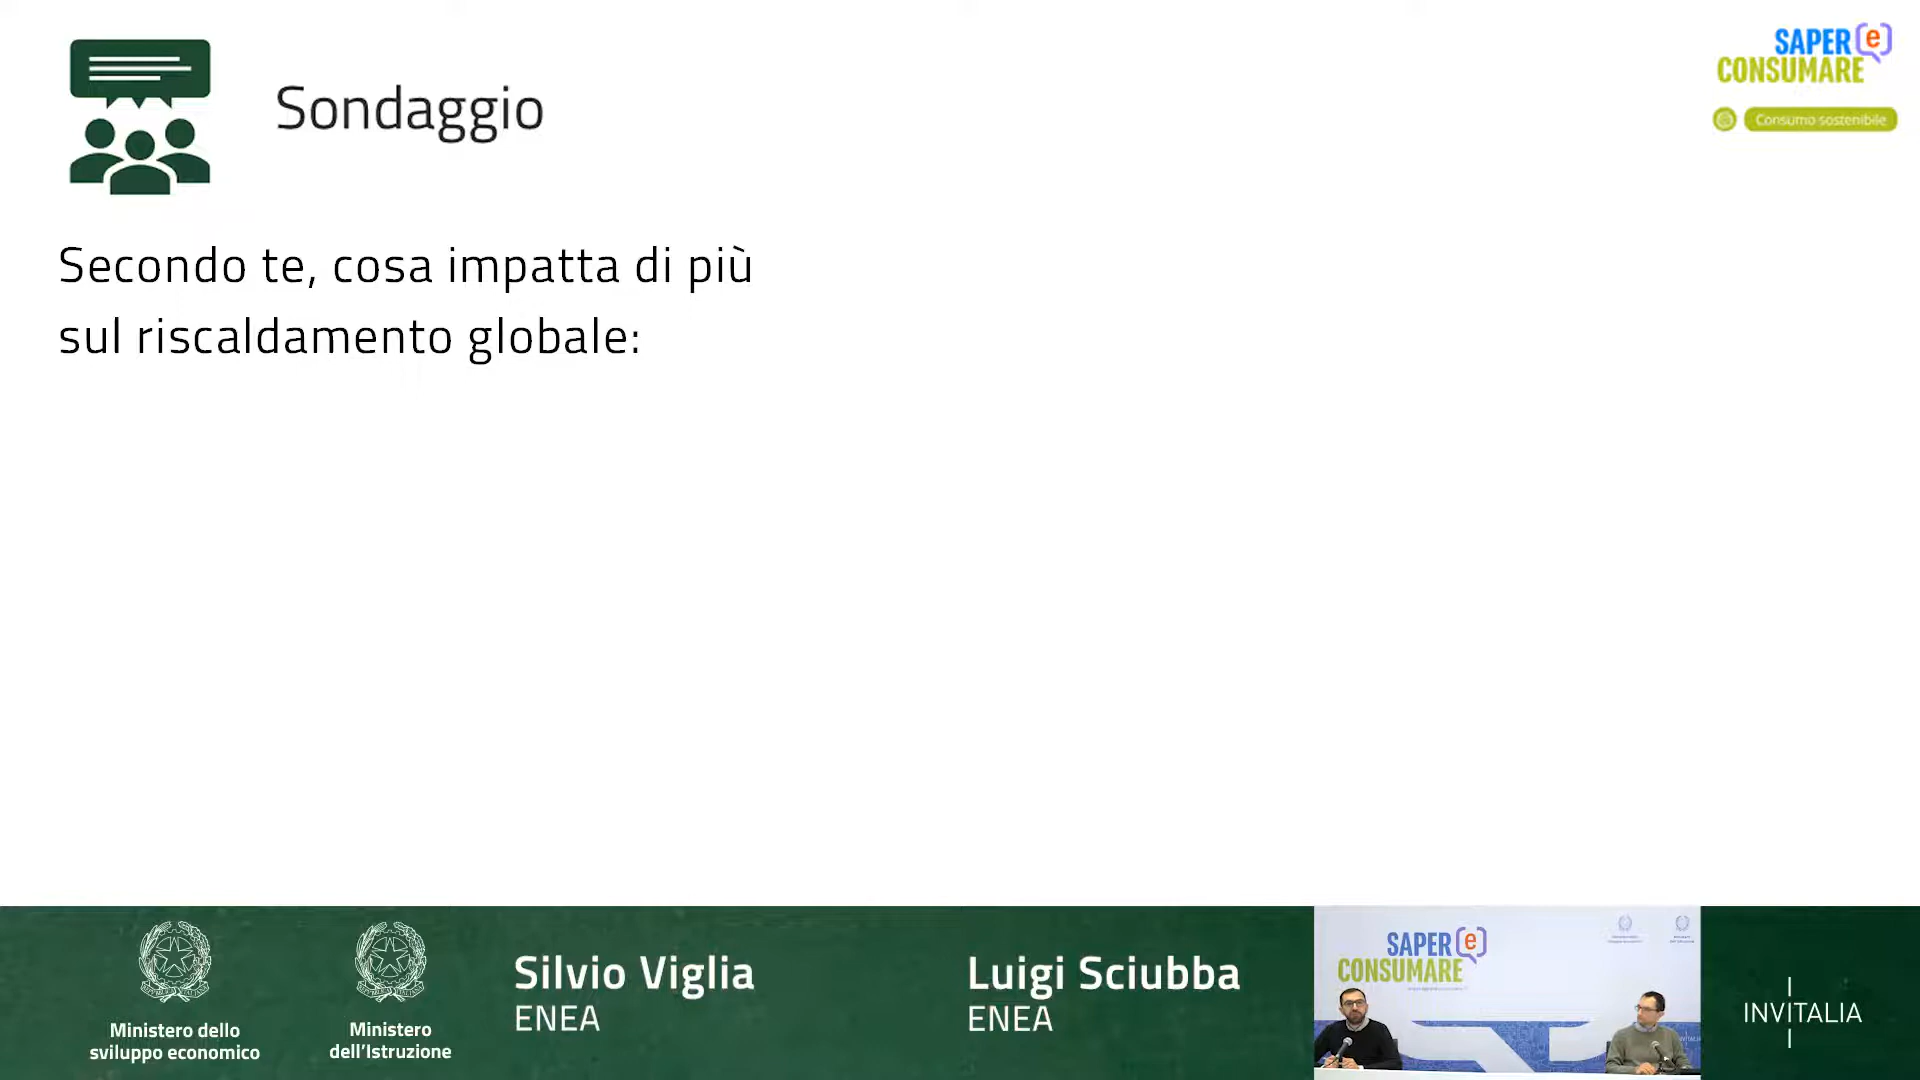 Sondaggio
SAPER e
CONSUMARE
Consumo sostenibile
Secondo te, cosa impatta di più
sul riscaldamento globale:
Ministero dello
sviluppo economico
Ministero
dell'Istruzione
Silvio Viglia
ENEA
Luigi Sciubba
ENEA
SAPER e
CONSUMARE
INVITALIA